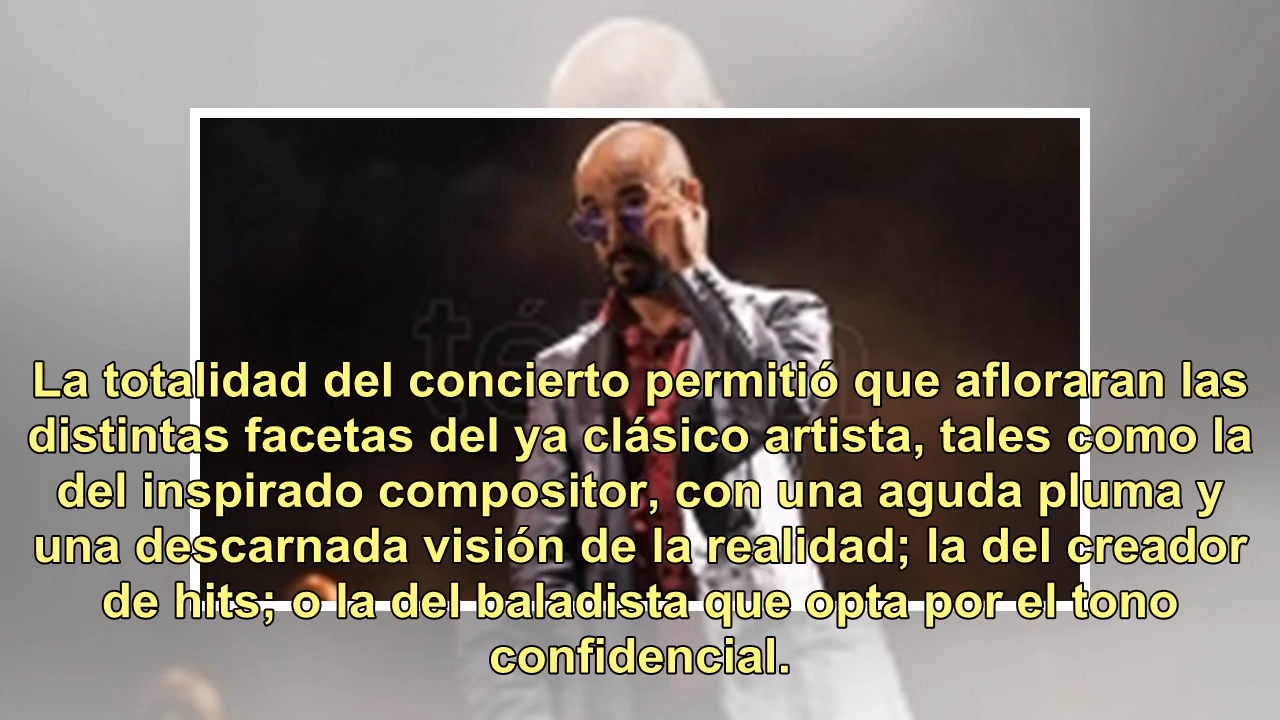 La totalidad del concierto permitió que afloraran las
distintas facetas del ya clásico artista, tales como la
del inspirado compositor, con una aguda pluma y
una descarnada visión de la realidad; la del creador
de hits; o la del baladista que opta por el tono
confidencial.